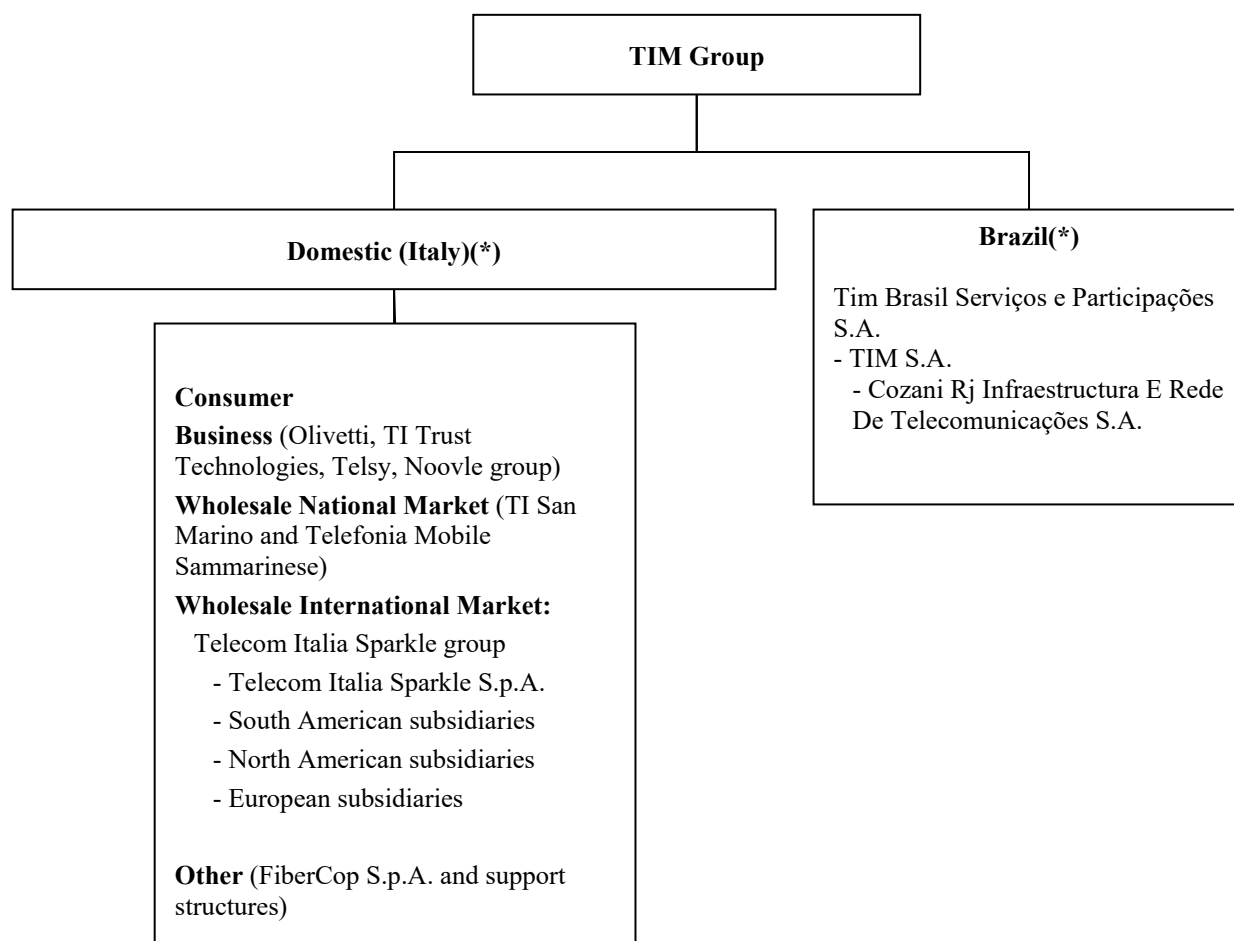 TIM Group
Domestic (Italy)(*)
Brazil(*)
Tim Brasil Serviços e Participações
S.A.
- TIM S.A.
- Cozani Rj Infraestructura E Rede
De Telecomunicações S.A.
Consumer
Business (Olivetti, TI Trust
Technologies, Telsy, Noovle group)
Wholesale National Market (TI San
Marino and Telefonia Mobile
Sammarinese)
Wholesale International Market:
Telecom Italia Sparkle group
- Telecom Italia Sparkle S.p.A.
- South American subsidiaries
- North American subsidiaries
- European subsidiaries
Other (FiberCop S.p.A. and support
structures)